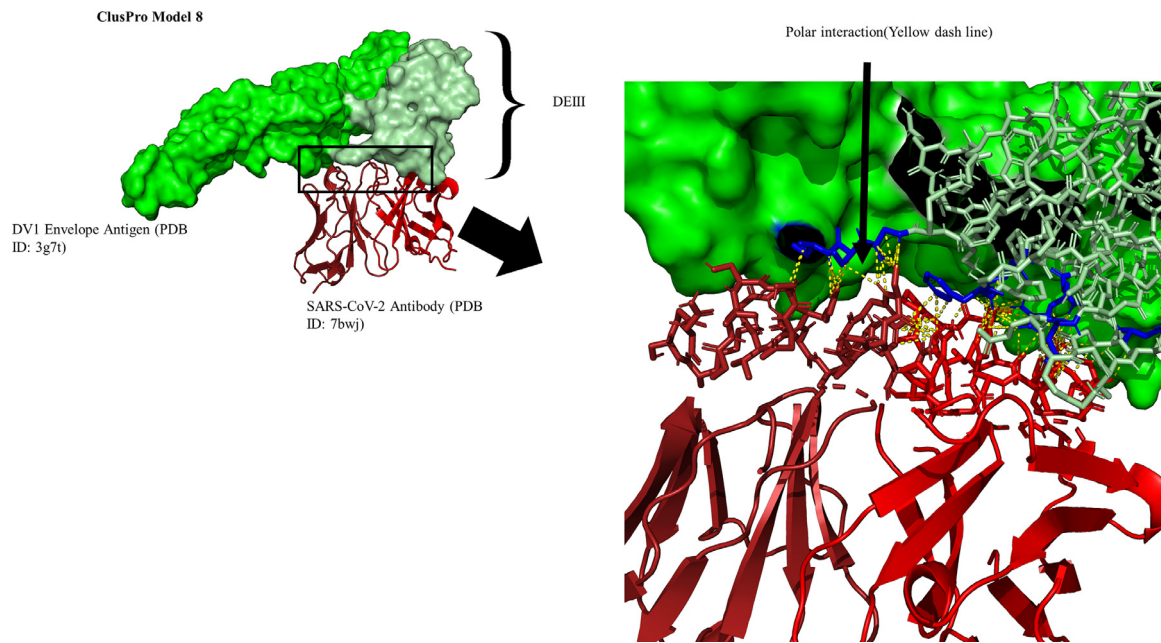 ClusPro Model 8
Polar interaction(Yellow dash line)
DEIII
DV1 Envelope Antigen (PDB
ID: 3g7t)
SARS-CoV-2 Antibody (PDB
ID: 7bwj)